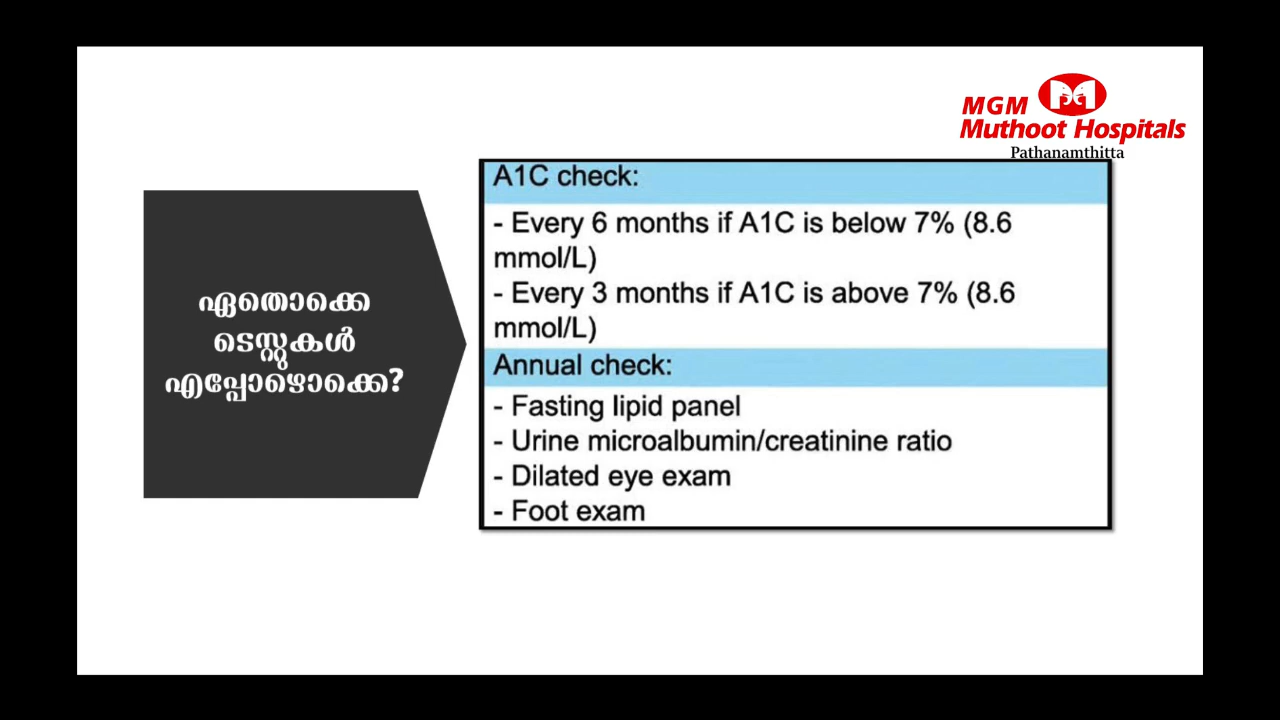 MGM
Muthoot Hospitals
Pathanamthitta
ഏതൊക്കെ
ടെസ്റ്റുകൾ
എപ്പോഴൊക്കെ?
A1C check:
- Every 6 months if A1C is below 7% (8.6
mmol/L)
- Every 3 months if A1C is above 7% (8.6
mmol/L)
Annual check:
- Fasting lipid panel
- Urine microalbumin/creatinine ratio
- Dilated eye exam
- Foot exam